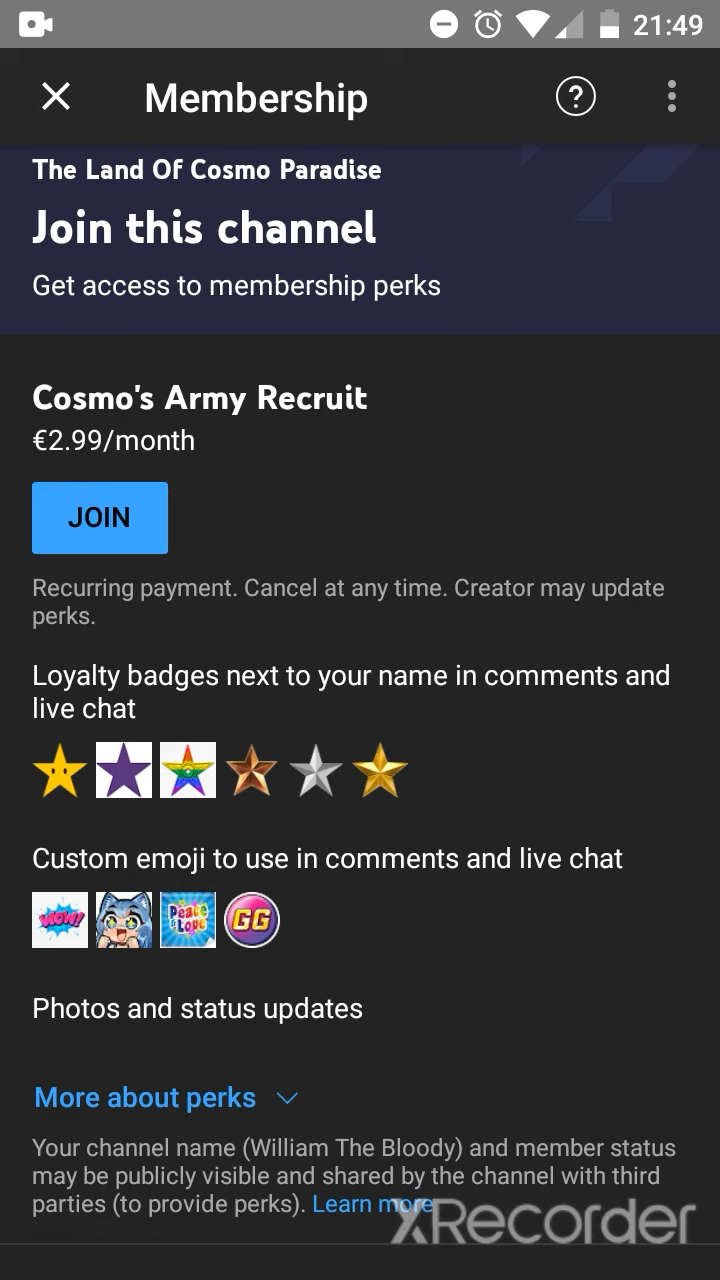 21:49
Membership
The Land Of Cosmo Paradise
Join this channel
Get access to membership perks
Cosmo's Army Recruit
€2.99/month
JOIN
Recurring payment. Cancel at any time. Creator may update
perks.
Loyalty badges next to your name in comments and
live chat
Custom emoji to use in comments and live chat
WOW!
Peace & Love
GG
Photos and status updates
More about perks
Your channel name (William The Bloody) and member status
may be publicly visible and shared by the channel with third
parties (to provide perks). Learn more
XRecorder